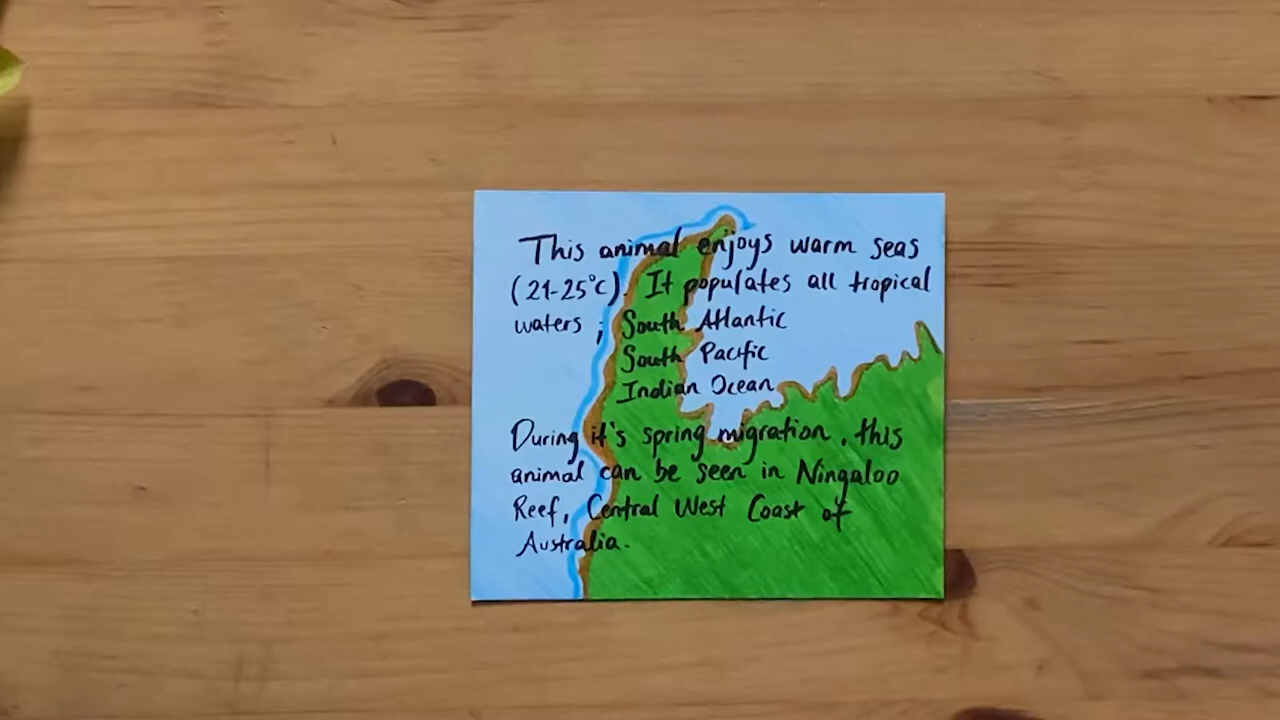 This animal enjoys warm seas
(21-25°C). It populates all tropical
waters ; South Atlantic
South Pacific
Indian Ocean
During it's spring migration, this
animal can be seen in Ningaloo
Reef, Central West Coast of
Australia.